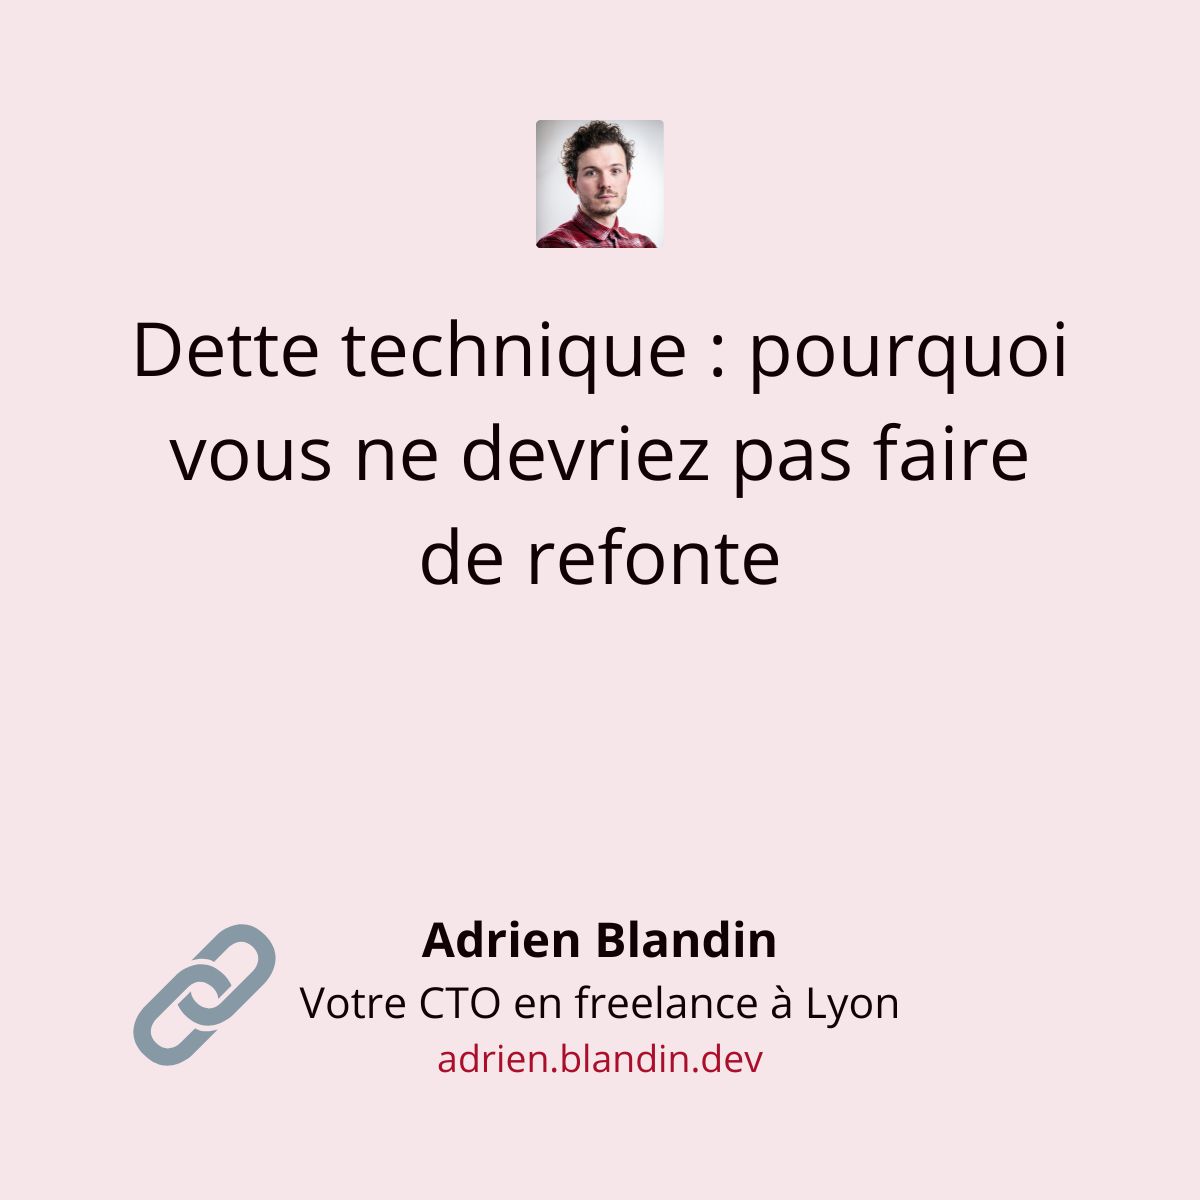 Dette technique : pourquoi
vous ne devriez pas faire
de refonte
Adrien Blandin
Votre CTO en freelance à Lyon
adrien.blandin.dev